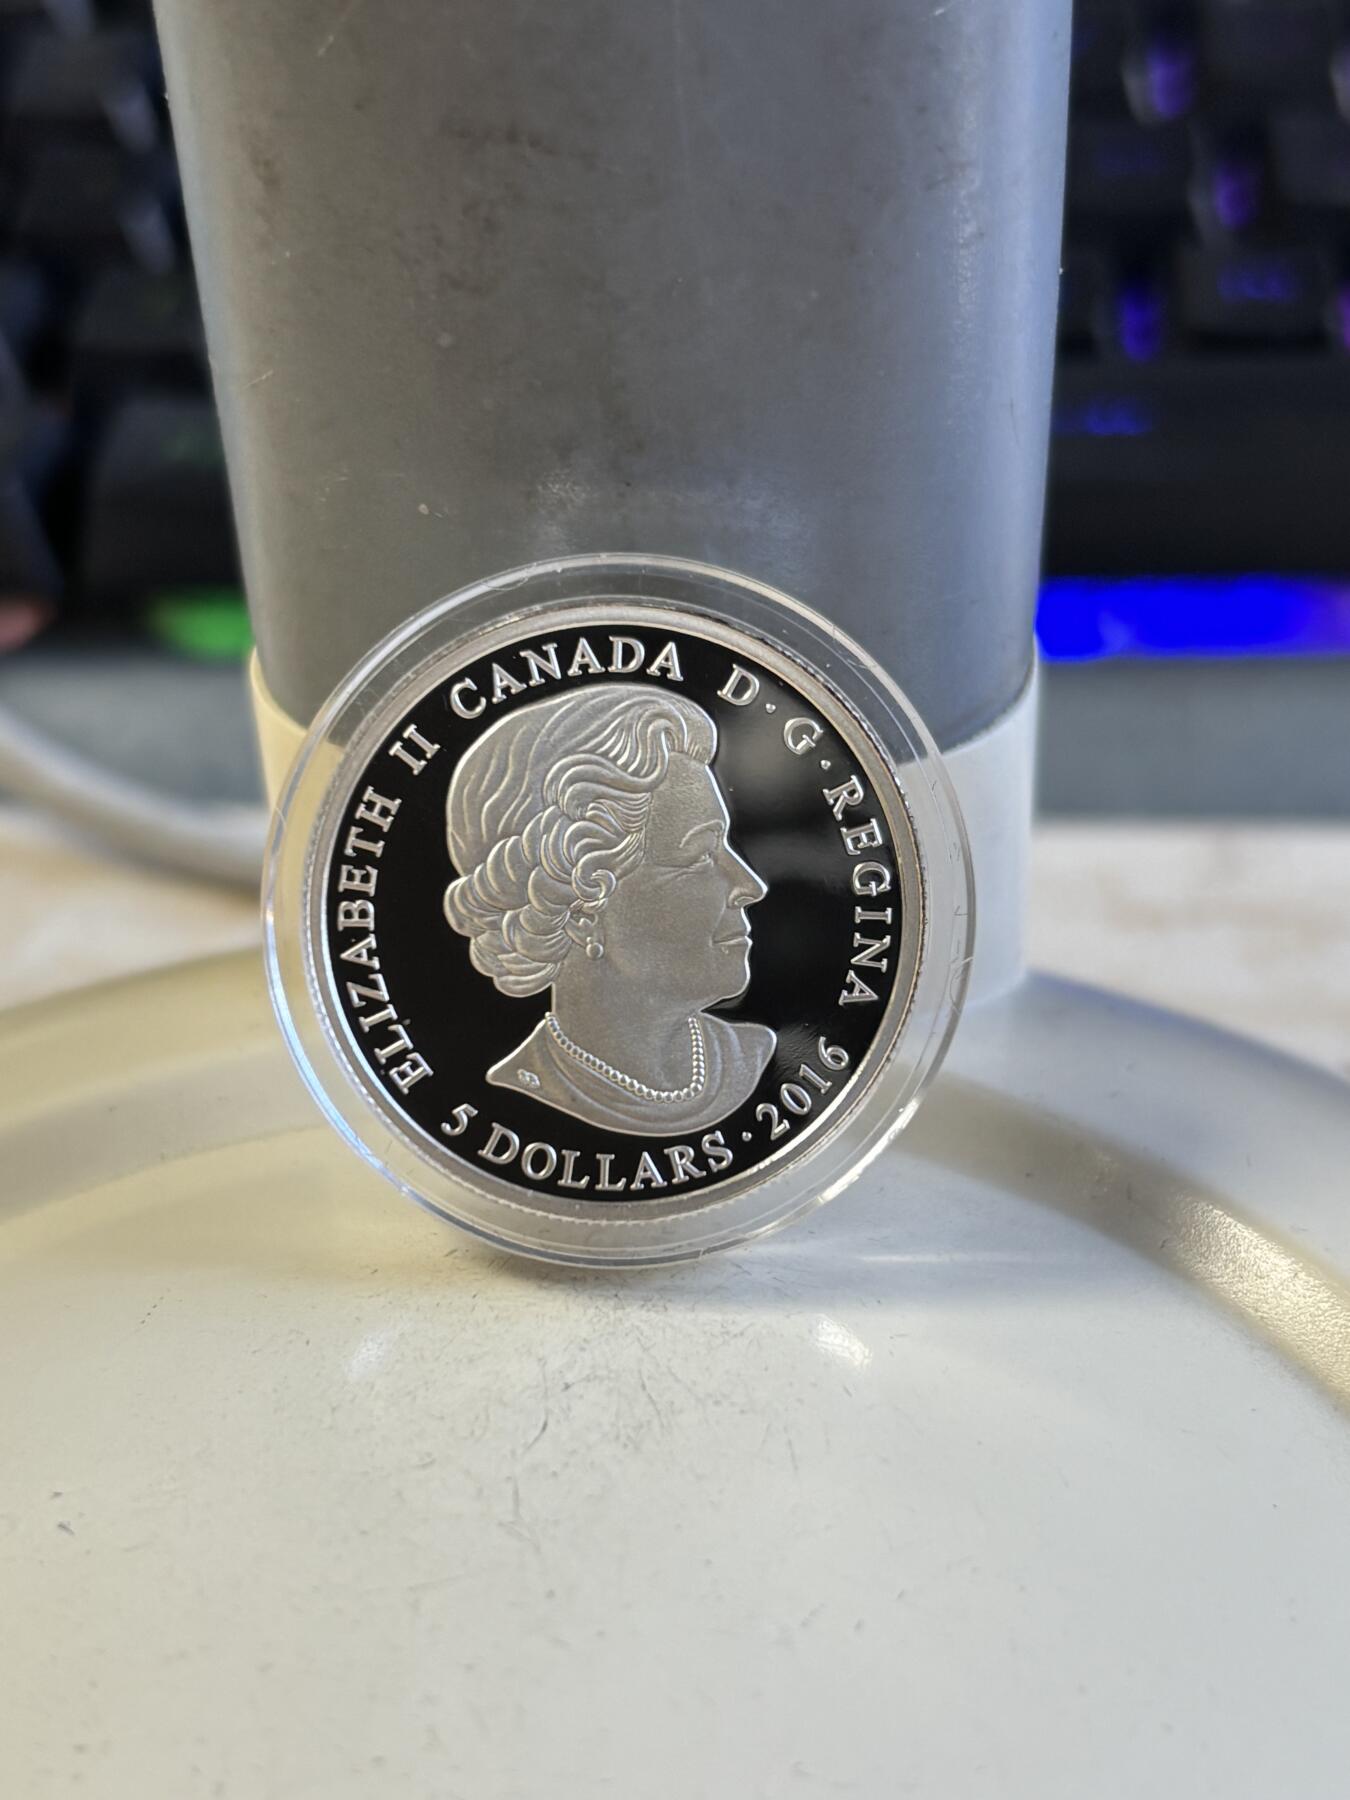 ELIZABETH II CANADA D·G·REGINA
5 DOLLARS·2016